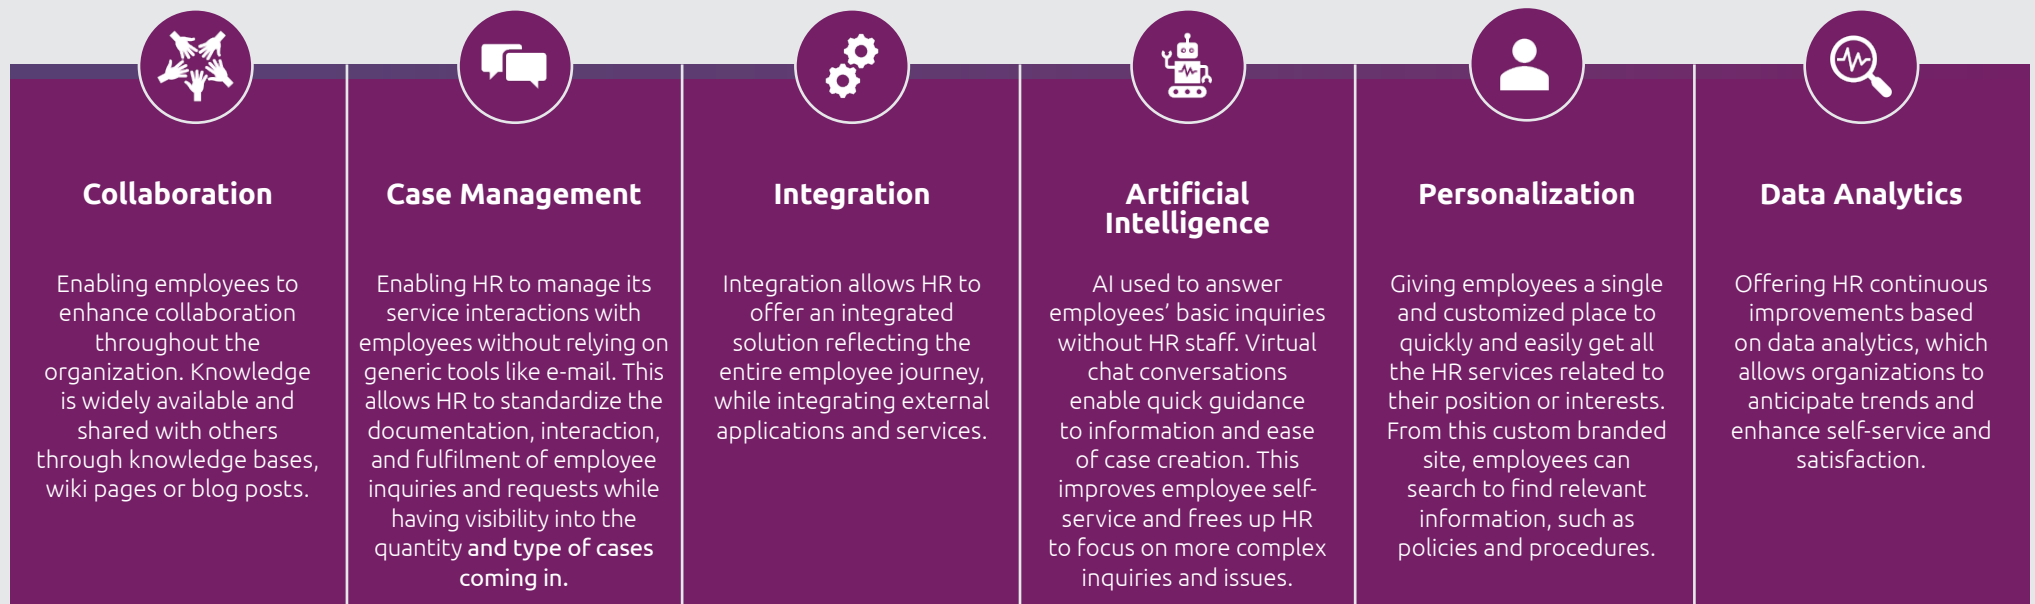 Collaboration
Enabling employees to
enhance collaboration
throughout the
organization. Knowledge
is widely available and
shared with others
through knowledge bases,
wiki pages or blog posts.
Case Management
Enabling HR to manage its
service interactions with
employees without relying on
generic tools like e-mail. This
allows HR to standardize the
documentation, interaction,
and fulfilment of employee
inquiries and requests while
having visibility into the
quantity and type of cases
coming in.
Integration
Integration allows HR to
offer an integrated
solution reflecting the
entire employee journey,
while integrating external
applications and services.
Artificial
Intelligence
AI used to answer
employees’ basic inquiries
without HR staff. Virtual
chat conversations
enable quick guidance
to information and ease
of case creation. This
improves employee self-
service and frees up HR
to focus on more complex
inquiries and issues.
Personalization
Giving employees a single
and customized place to
quickly and easily get all
the HR services related to
their position or interests.
From this custom branded
site, employees can
search to find relevant
information, such as
policies and procedures.
Data Analytics
Offering HR continuous
improvements based
on data analytics, which
allows organizations to
anticipate trends and
enhance self-service and
satisfaction.